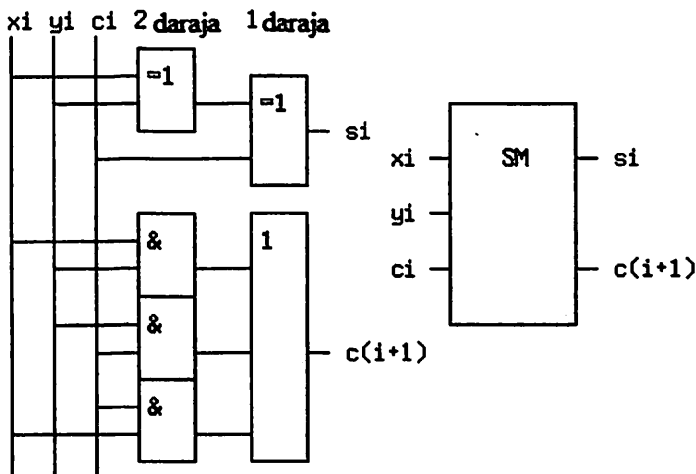 xi yi ci 2 daraja 1 daraja
=1
=1
si
xi SM si
yi
ci c(i+1)
& 1
&
c(i+1)
&